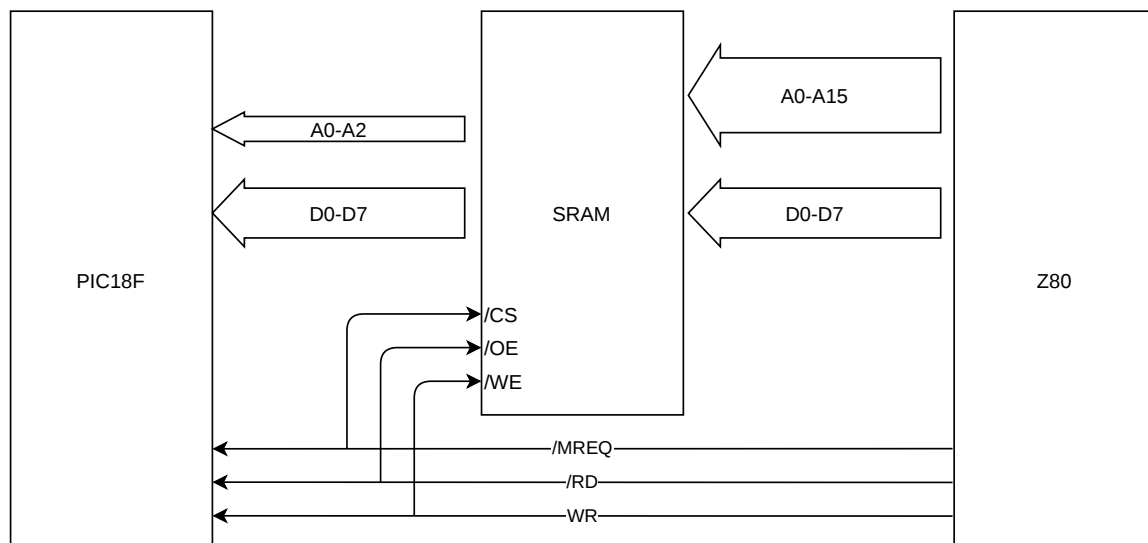 A0-A15
A0-A2
D0-D7
SRAM
D0-D7
PIC18F
Z80
/CS
/OE
/WE
/MREQ
/RD
WR